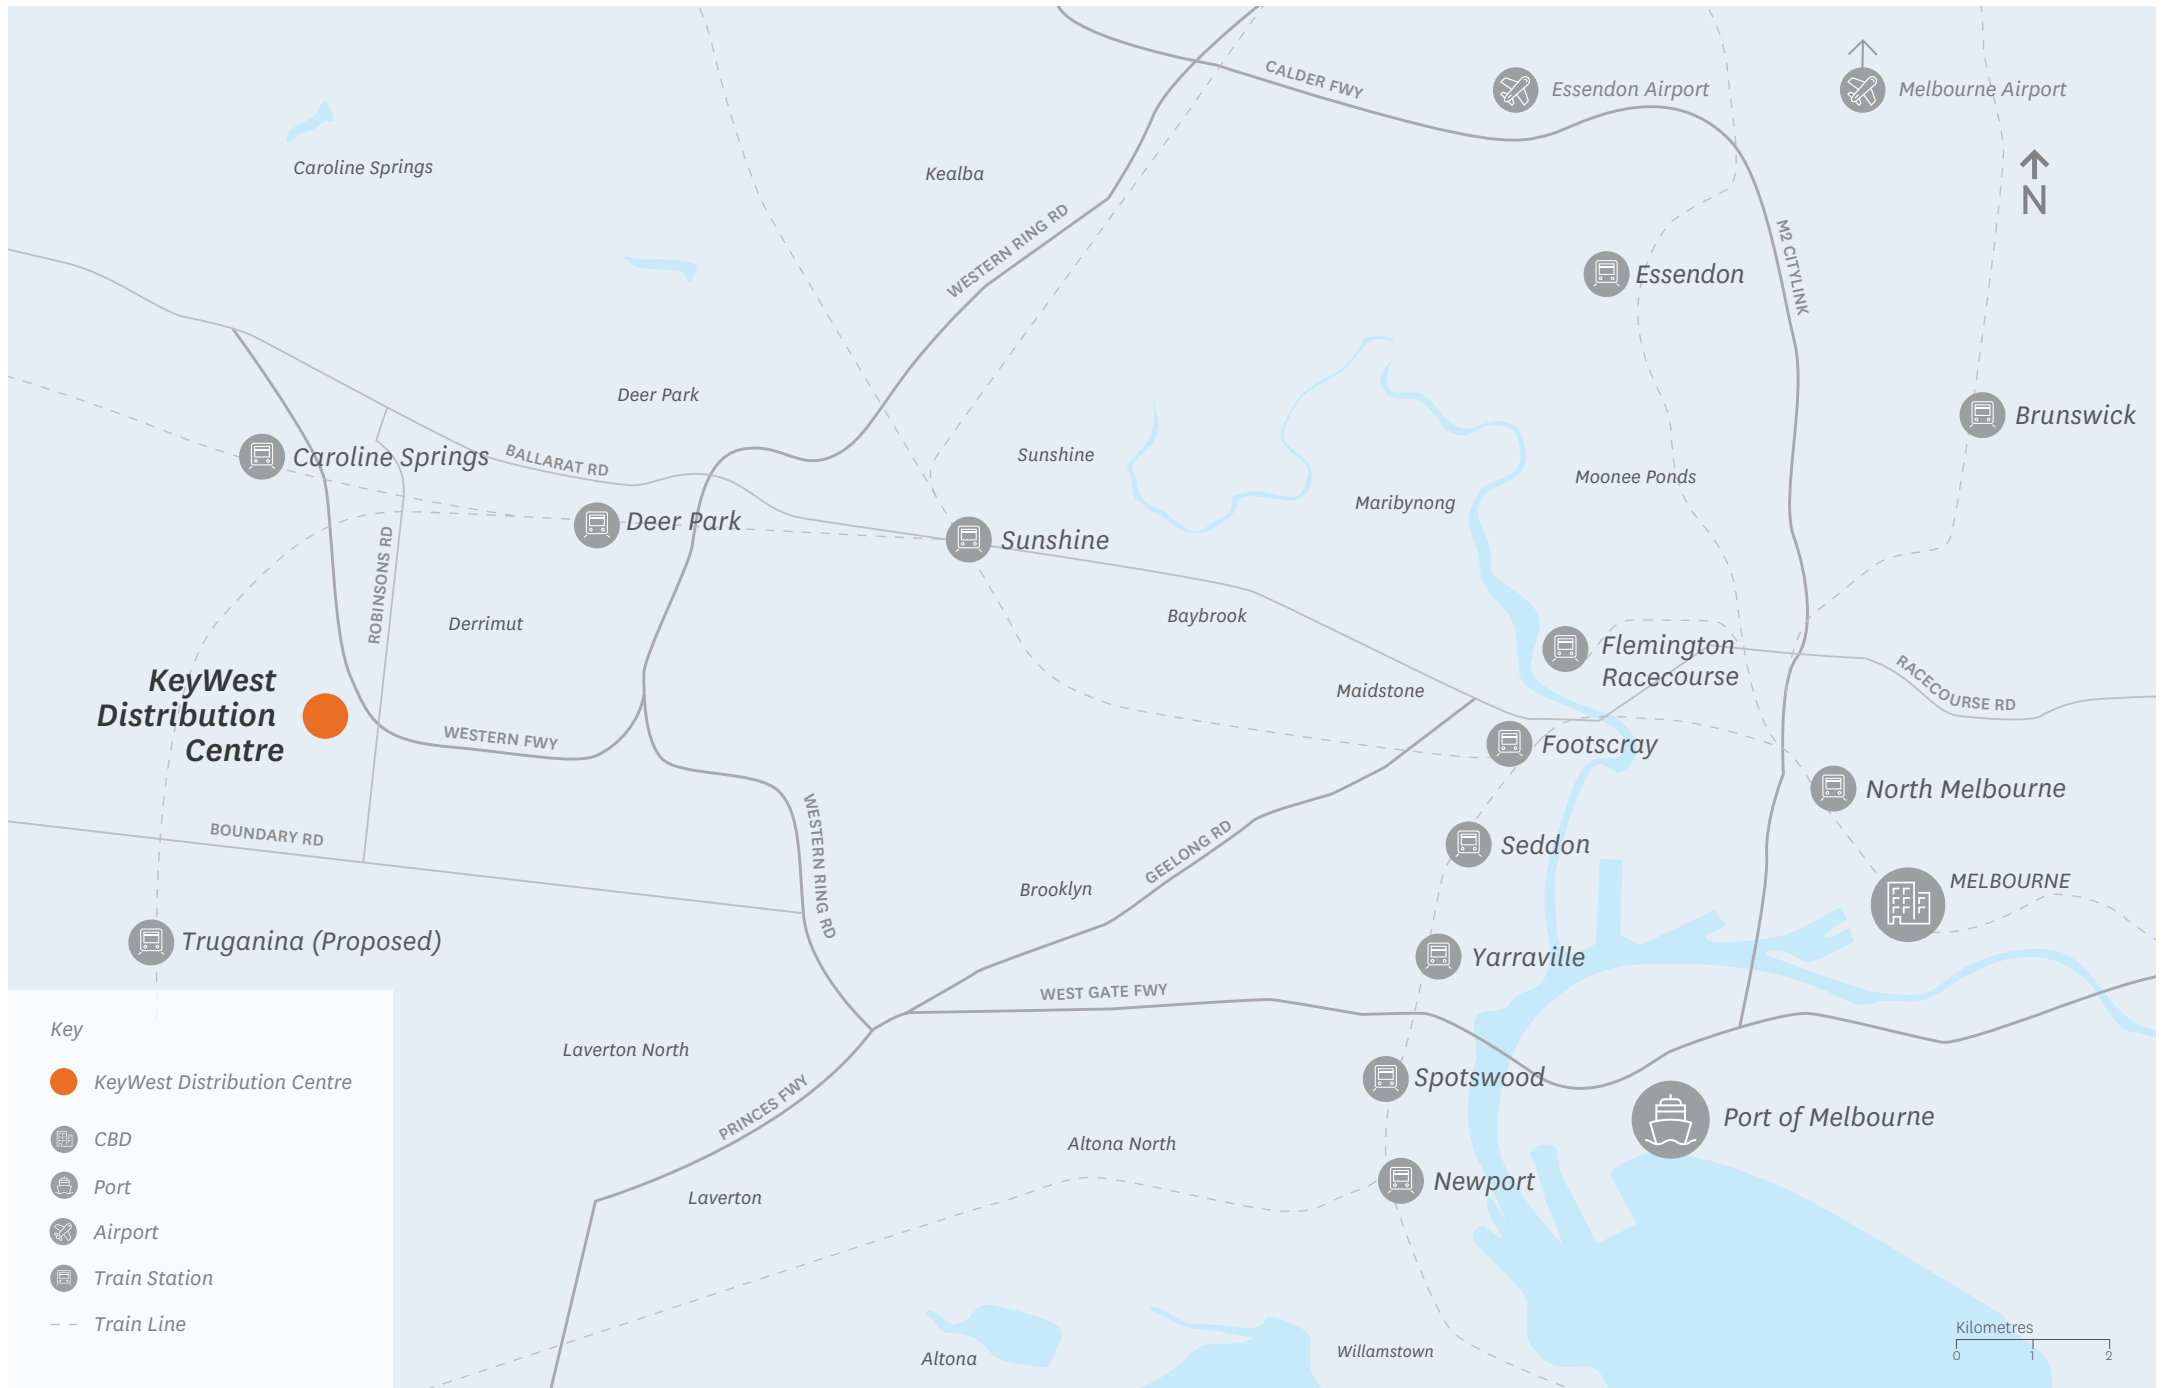 CALDER FWY
Essendon Airport
Melbourne Airport
N
Caroline Springs
Kealba
WESTERN RING RD
M2 CITYLINK
Essendon
Deer Park
Brunswick
Caroline Springs
BALLARAT RD
Sunshine
Moonee Ponds
Maribynong
Deer Park
Sunshine
ROBINSONS RD
Derrimut
Baybrook
Flemington
Racecourse
RACECOURSE RD
KeyWest
Distribution
Centre
Maidstone
WESTERN FWY
Footscray
North Melbourne
BOUNDARY RD
WESTERN RING RD
GEELONG RD
Seddon
Brooklyn
MELBOURNE
Truganina (Proposed)
Yarraville
WEST GATE FWY
Laverton North
PRINCES FWY
Spotswood
Port of Melbourne
Altona North
Laverton
Newport
Altona
Willamstown
Key
KeyWest Distribution Centre
CBD
Port
Airport
Train Station
Train Line
Kilometres
0 1 2